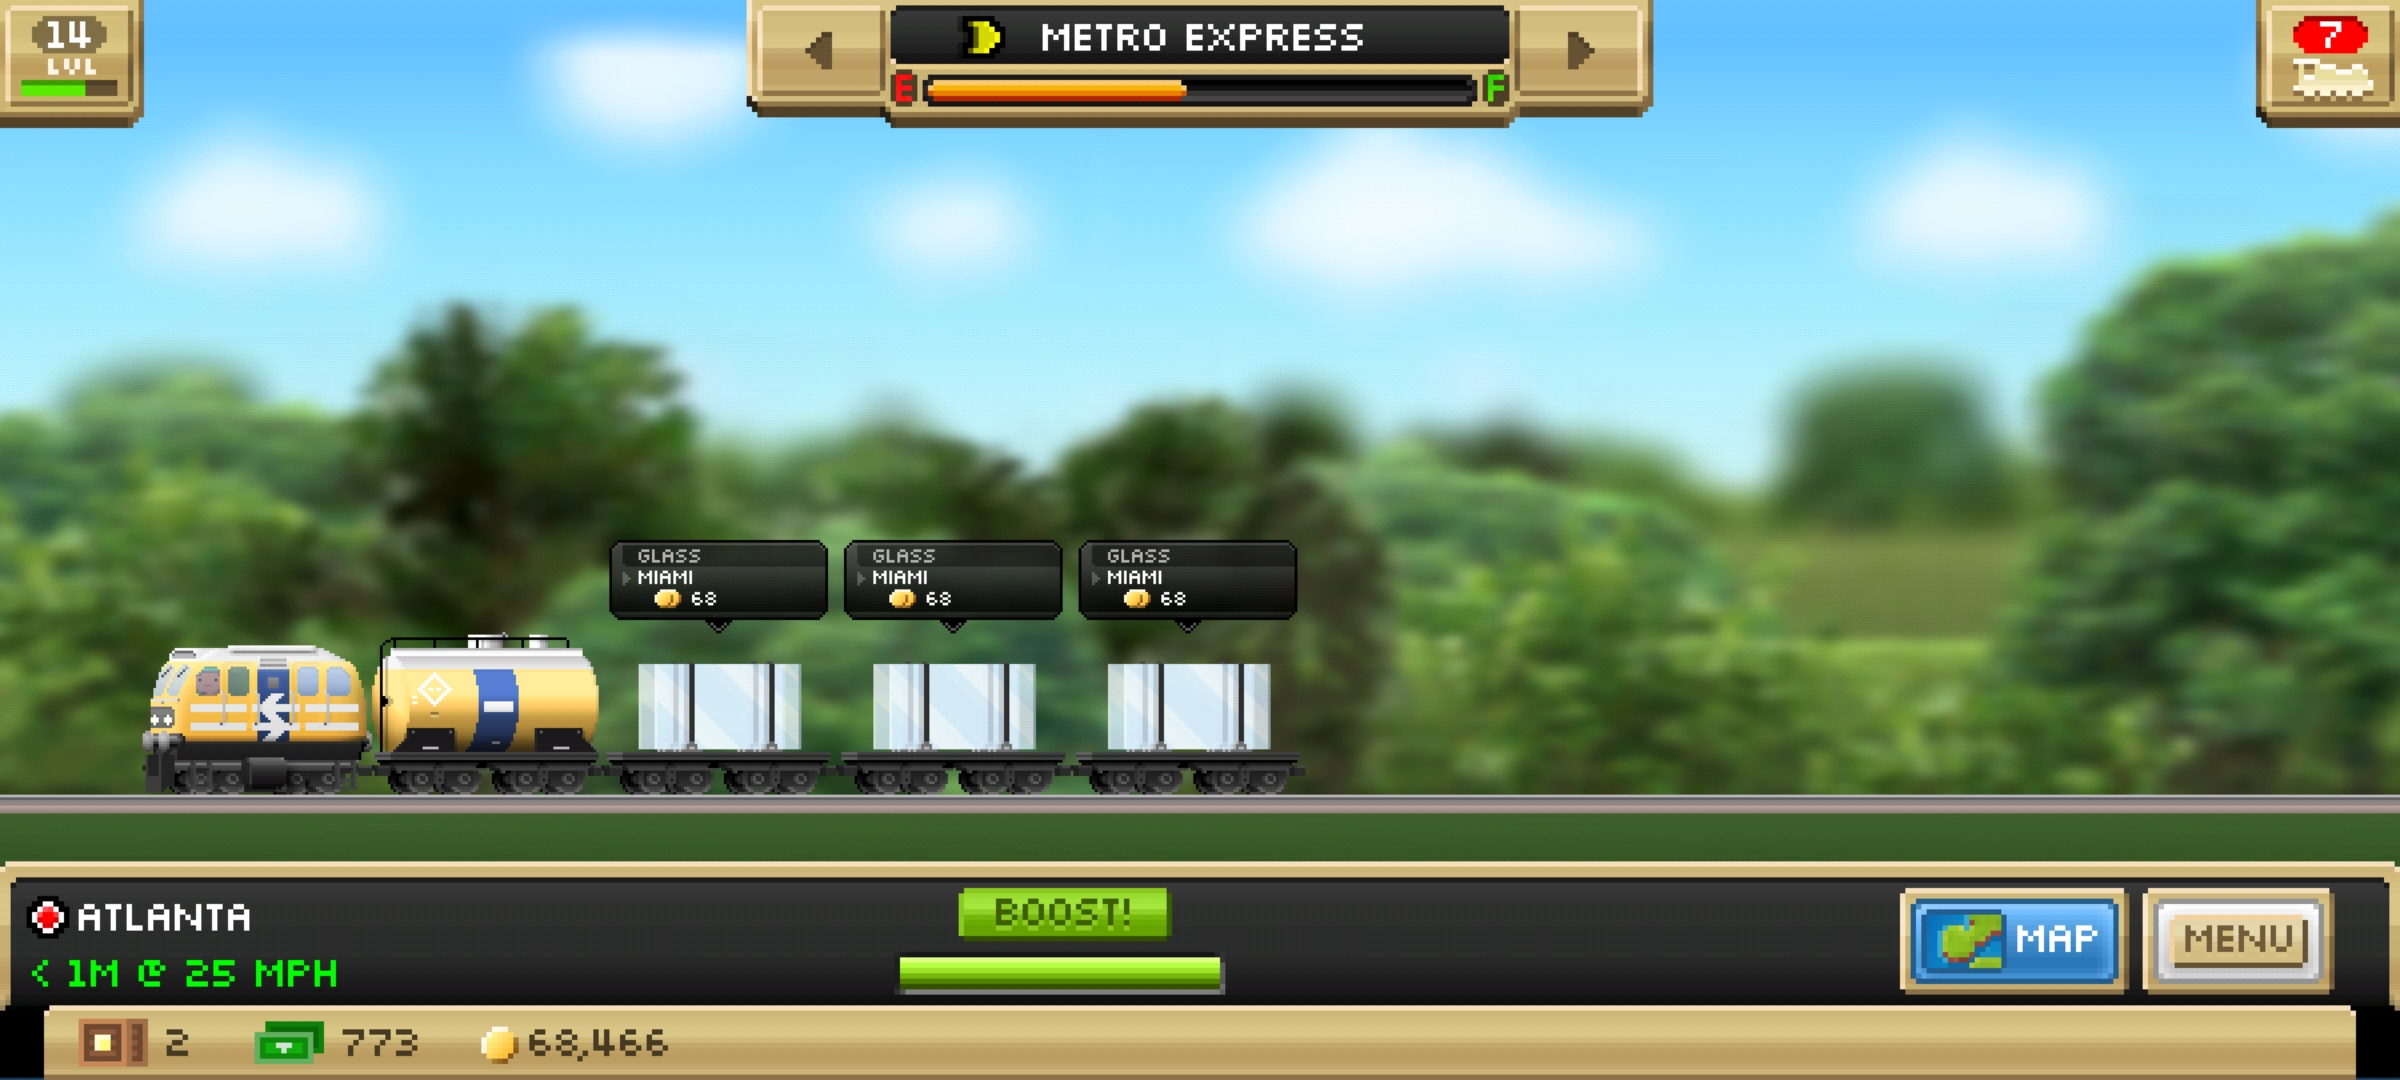 14
LVL
METRO EXPRESS
E F
7
GLASS
MIAMI
68
GLASS
MIAMI
68
GLASS
MIAMI
68
ATLANTA
< 1M @ 25 MPH
BOOST!
MAP
MENU
2
773
68,466